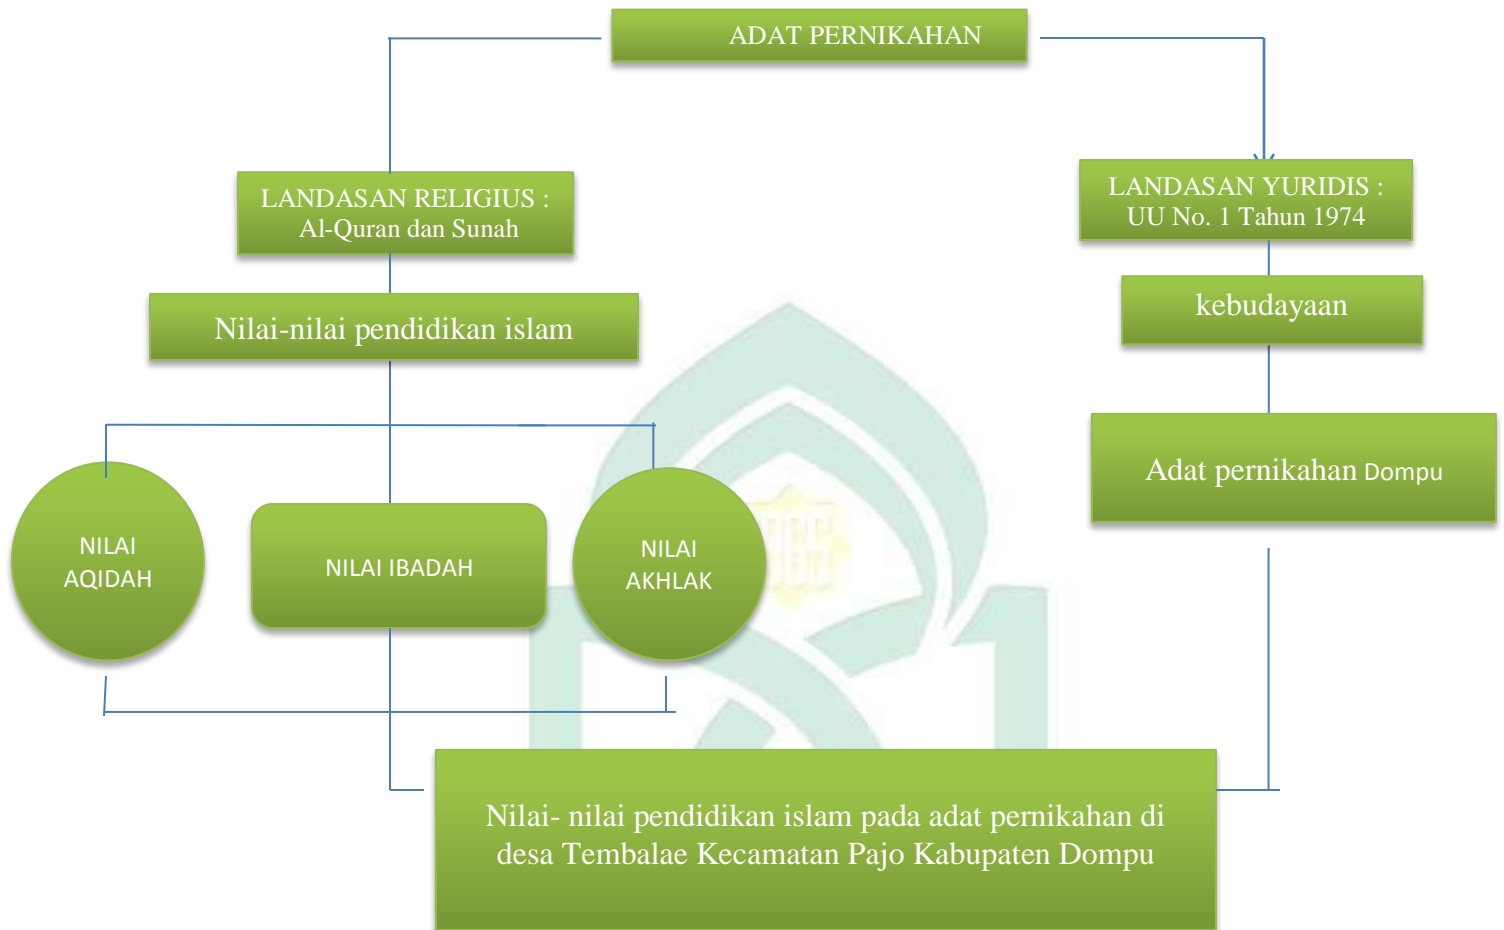 ADAT PERNIKAHAN
LANDASAN RELIGIUS :
Al-Quran dan Sunah
LANDASAN YURIDIS :
UU No. 1 Tahun 1974
Nilai-nilai pendidikan islam
kebudayaan
Adat pernikahan Dompu
NILAI
AQIDAH
NILAI IBADAH
NILAI
AKHLAK
Nilai- nilai pendidikan islam pada adat pernikahan di
desa Tembalae Kecamatan Pajo Kabupaten Dompu